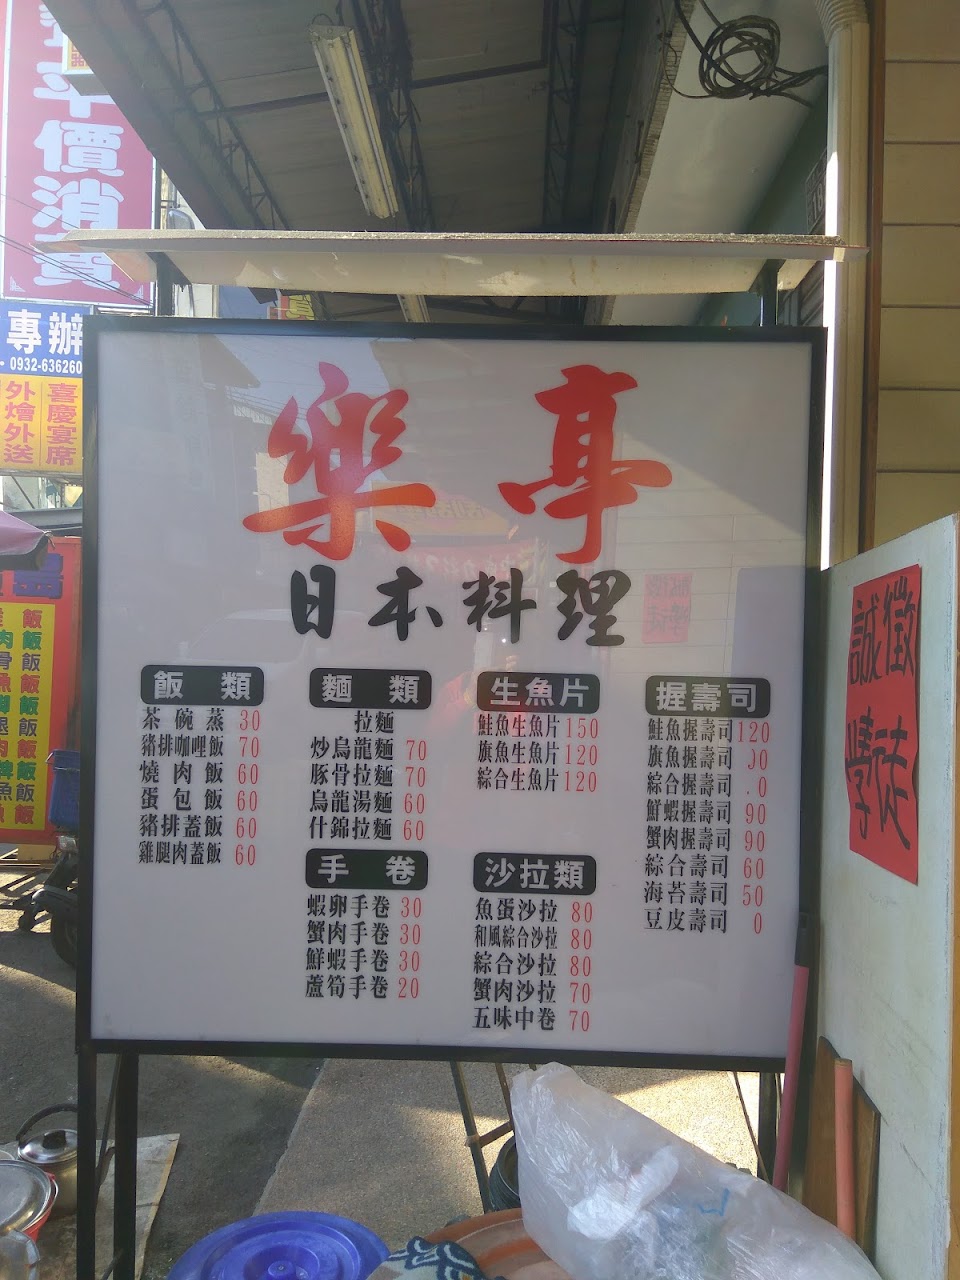 平價消費
專辦
0932-636260
喜慶宴席
外燴外送
樂亭
日本料理
飯類
茶碗蒸 30
豬排咖哩飯 70
燒肉飯 60
蛋包飯 60
豬排蓋飯 60
雞腿肉蓋飯 60
麵類
拉麵
炒烏龍麵 70
豚骨拉麵 70
烏龍湯麵 60
什錦拉麵 60
手卷
蝦卵手卷 30
蟹肉手卷 30
鮮蝦手卷 30
蘆筍手卷 20
生魚片
鮭魚生魚片 150
旗魚生魚片 120
綜合生魚片 120
沙拉類
魚蛋沙拉 80
和風綜合沙拉 80
綜合沙拉 80
蟹肉沙拉 70
五味中卷 70
握壽司
鮭魚握壽司 120
旗魚握壽司
綜合握壽司
鮮蝦握壽司 90
蟹肉握壽司 90
綜合壽司 60
海苔壽司 50
豆皮壽司
誠徵
學徒